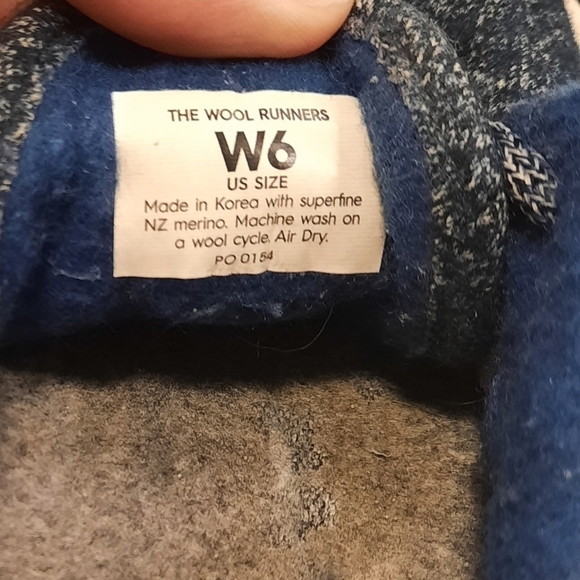 THE WOOL RUNNERS
W6
US SIZE
Made in Korea with superfine
NZ merino. Machine wash on
a wool cycle. Air Dry.
PO 0154